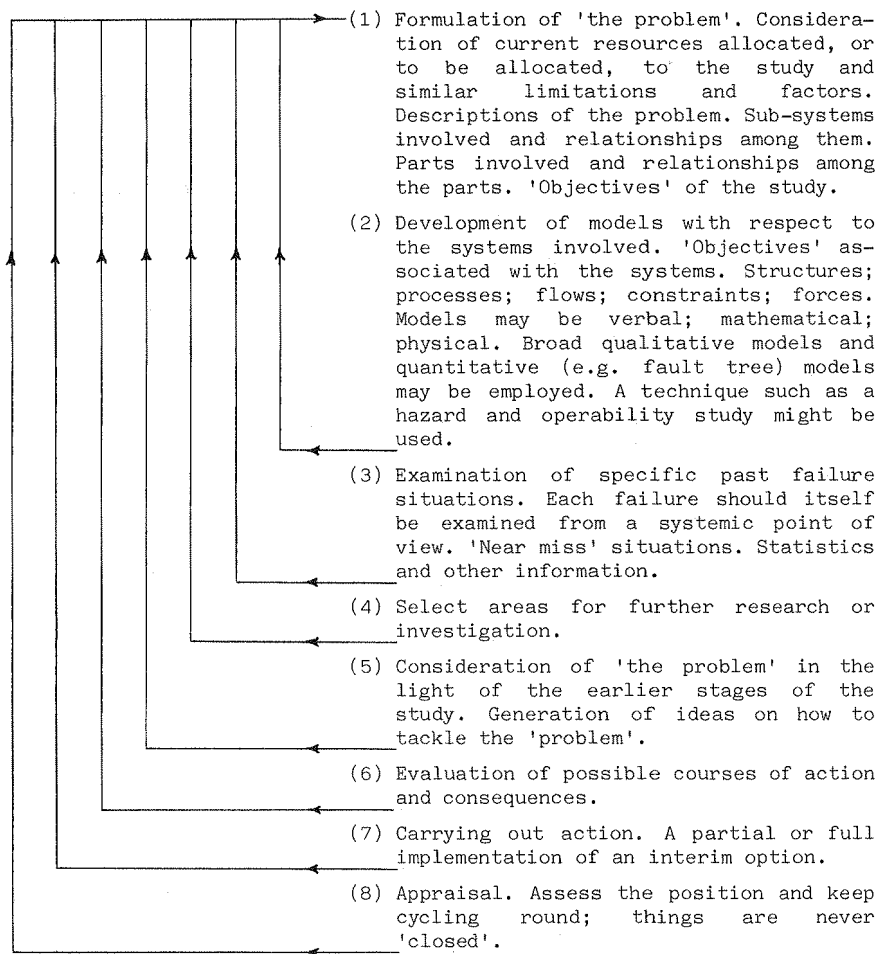 (1) Formulation of 'the problem'. Considera-
tion of current resources allocated, or
to be allocated, to the study and
similar limitations and factors.
Descriptions of the problem. Sub-systems
involved and relationships among them.
Parts involved and relationships among
the parts. 'Objectives' of the study.
(2) Development of models with respect to
the systems involved. 'Objectives' as-
sociated with the systems. Structures;
processes; flows; constraints; forces.
Models may be verbal; mathematical;
physical. Broad qualitative models and
quantitative (e.g. fault tree) models
may be employed. A technique such as a
hazard and operability study might be
used.
(3) Examination of specific past failure
situations. Each failure should itself
be examined from a systemic point of
view. 'Near miss' situations. Statistics
and other information.
(4) Select areas for further research or
investigation.
(5) Consideration of 'the problem' in the
light of the earlier stages of the
study. Generation of ideas on how to
tackle the 'problem'.
(6) Evaluation of possible courses of action
and consequences.
(7) Carrying out action. A partial or full
implementation of an interim option.
(8) Appraisal. Assess the position and keep
cycling round; things are never
'closed'.